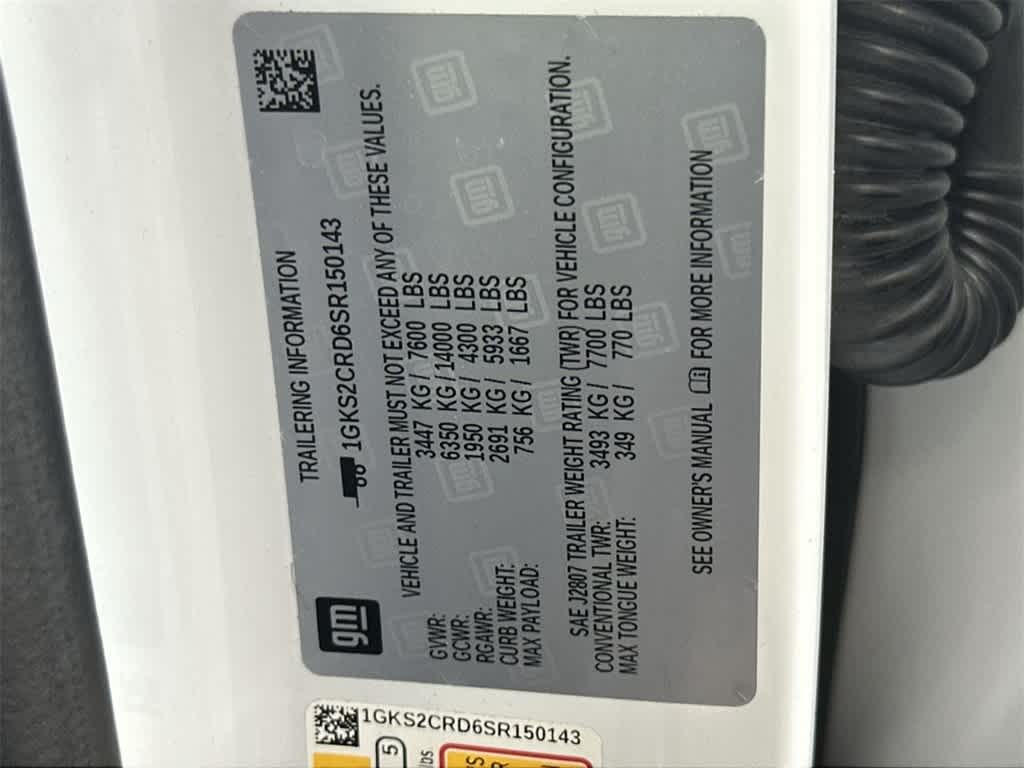 TRAILERING INFORMATION
1GKS2CRD6SR150143
gm
VEHICLE AND TRAILER MUST NOT EXCEED ANY OF THESE VALUES.
GVWR: 3447 KG / 7600 LBS
GCWR: 6350 KG / 14000 LBS
RGAWR: 1950 KG / 4300 LBS
CURB WEIGHT: 2691 KG / 5933 LBS
MAX PAYLOAD: 756 KG / 1667 LBS
SAE J2807 TRAILER WEIGHT RATING (TWR) FOR VEHICLE CONFIGURATION.
CONVENTIONAL TWR: 3493 KG / 7700 LBS
MAX TONGUE WEIGHT: 349 KG / 770 LBS
SEE OWNER'S MANUAL FOR MORE INFORMATION
1GKS2CRD6SR150143
5
lbs